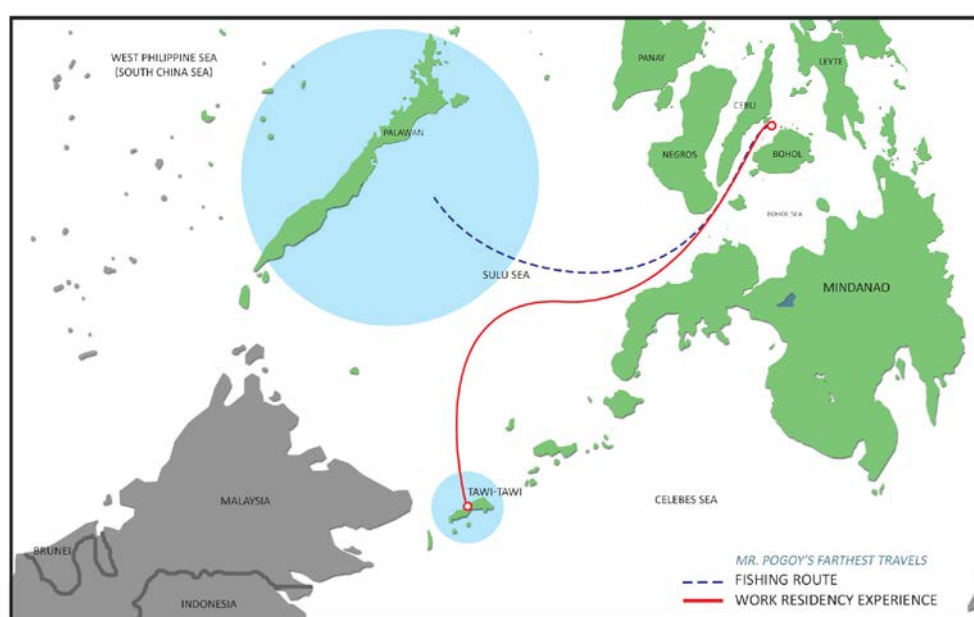 WEST PHILIPPINE SEA
(SOUTH CHINA SEA)
PANAY
LEYTE
CEBU
PALAWAN
NEGROS
BOHOL
BOHOL SEA
SULU SEA
MINDANAO
TAWI-TAWI
MALAYSIA
CELEBES SEA
BRUNEI
INDONESIA
MR. POGOY'S FARTHEST TRAVELS
FISHING ROUTE
WORK RESIDENCY EXPERIENCE